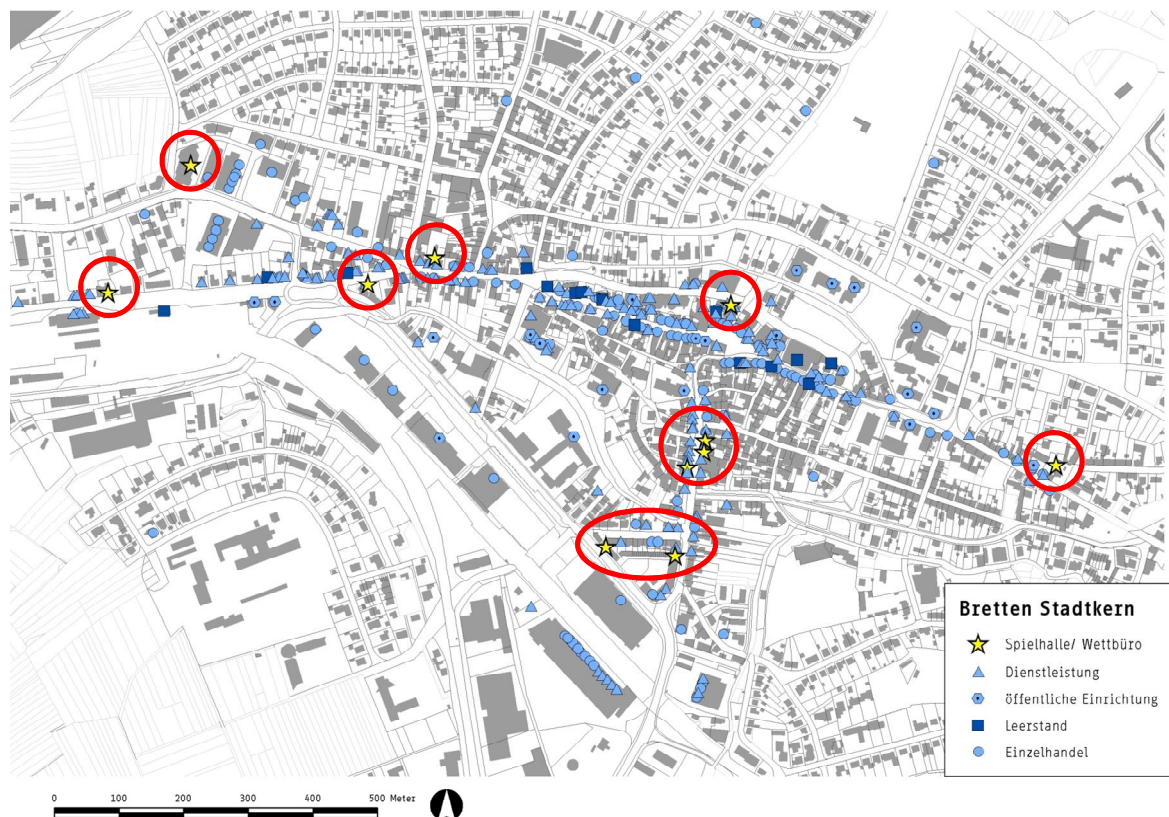 Bretten Stadtkern
Spielhalle/ Wettbüro
Dienstleistung
öffentliche Einrichtung
Leerstand
Einzelhandel
0 100 200 300 400 500 Meter